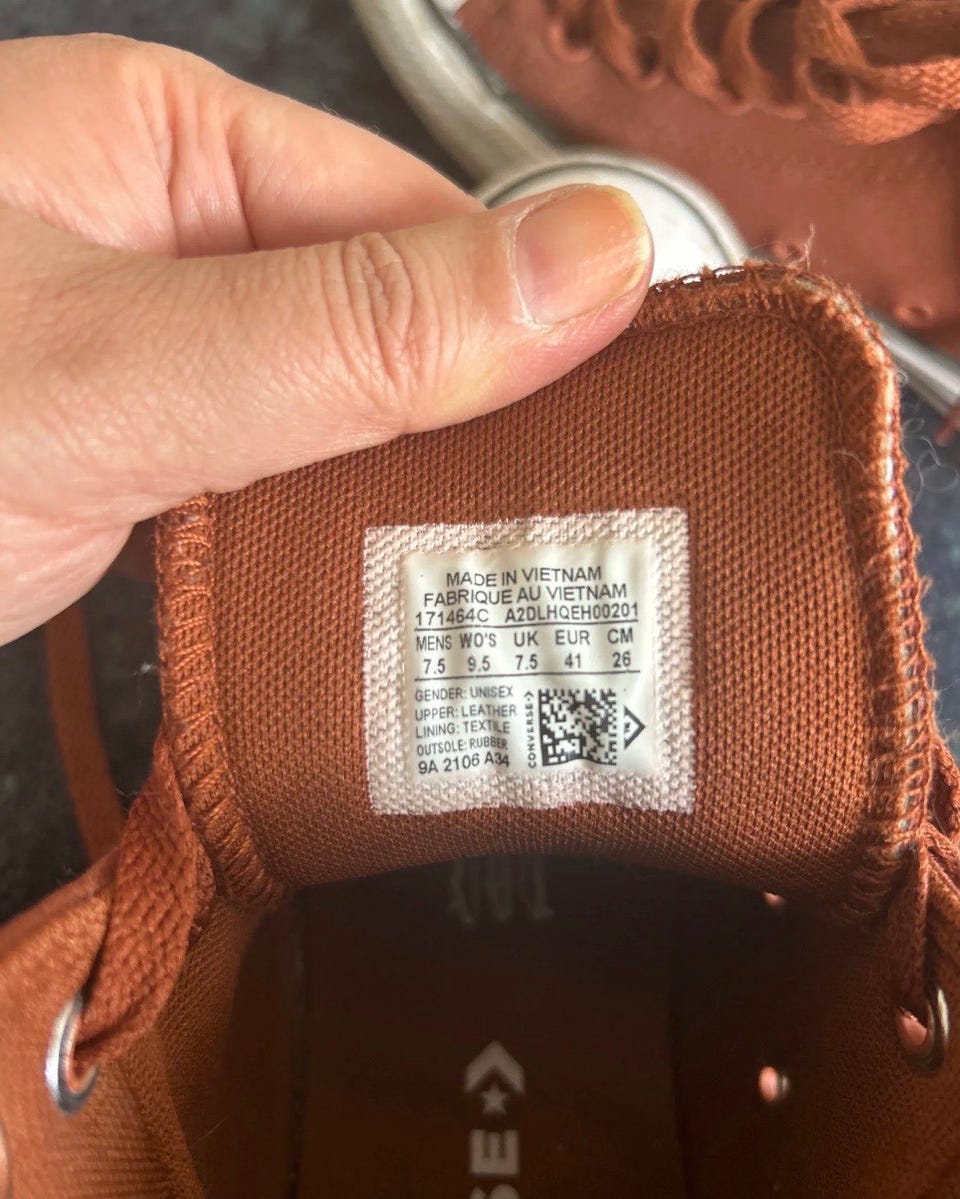 MADE IN VIETNAM
FABRIQUE AU VIETNAM
171464C A2DLHQEH00201
MENS WO'S UK EUR CM
7.5 9.5 7.5 41 26
GENDER: UNISEX
UPPER: LEATHER
LINING: TEXTILE
OUTSOLE: RUBBER
9A 2106 A34
CONVERSE
SE